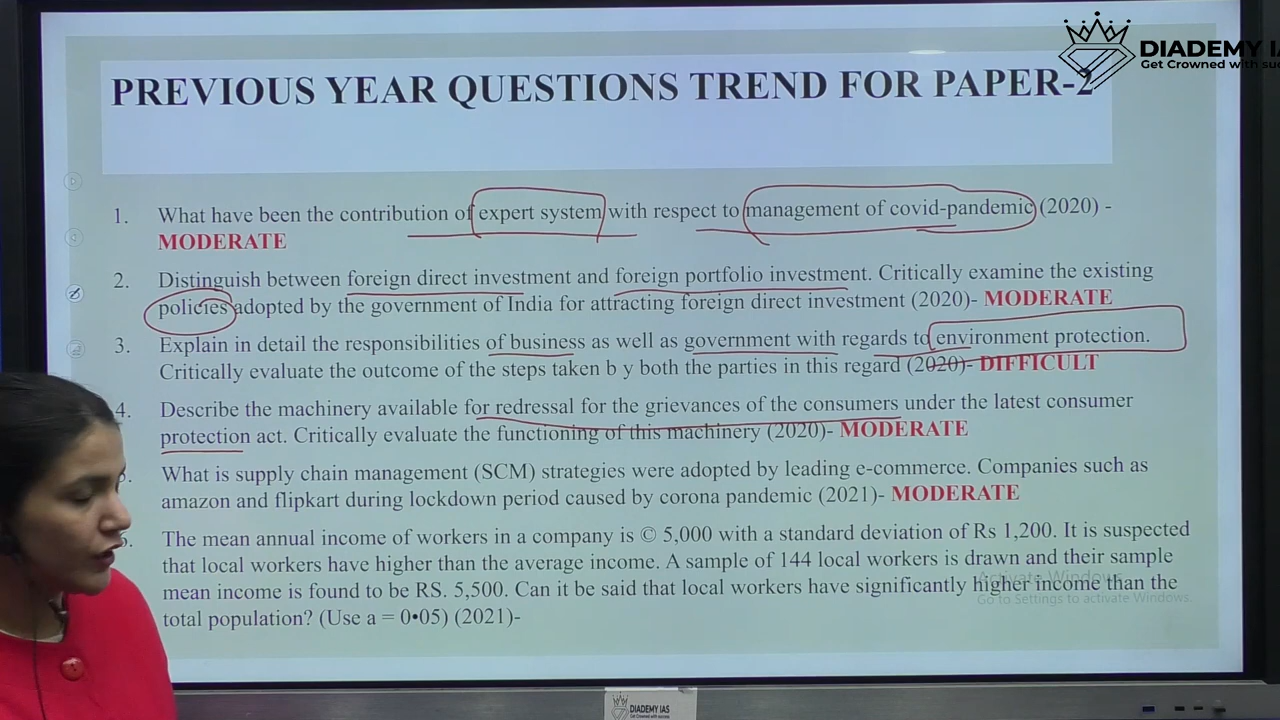 DIADEMY IAS
Get Crowned with suc
PREVIOUS YEAR QUESTIONS TREND FOR PAPER-2
1. What have been the contribution of expert system with respect to management of covid-pandemic (2020) -
MODERATE
2. Distinguish between foreign direct investment and foreign portfolio investment. Critically examine the existing
policies adopted by the government of India for attracting foreign direct investment (2020)- MODERATE
3. Explain in detail the responsibilities of business as well as government with regards to environment protection.
Critically evaluate the outcome of the steps taken b y both the parties in this regard (2020)- DIFFICULT
4. Describe the machinery available for redressal for the grievances of the consumers under the latest consumer
protection act. Critically evaluate the functioning of this machinery (2020)- MODERATE
What is supply chain management (SCM) strategies were adopted by leading e-commerce. Companies such as
amazon and flipkart during lockdown period caused by corona pandemic (2021)- MODERATE
The mean annual income of workers in a company is © 5,000 with a standard deviation of Rs 1,200. It is suspected
that local workers have higher than the average income. A sample of 144 local workers is drawn and their sample
mean income is found to be RS. 5,500. Can it be said that local workers have significantly higher income than the
total population? (Use a = 0•05) (2021)-
Activate Windows
Go to Settings to activate Windows.
DIADEMY IAS
Get Crowned with success